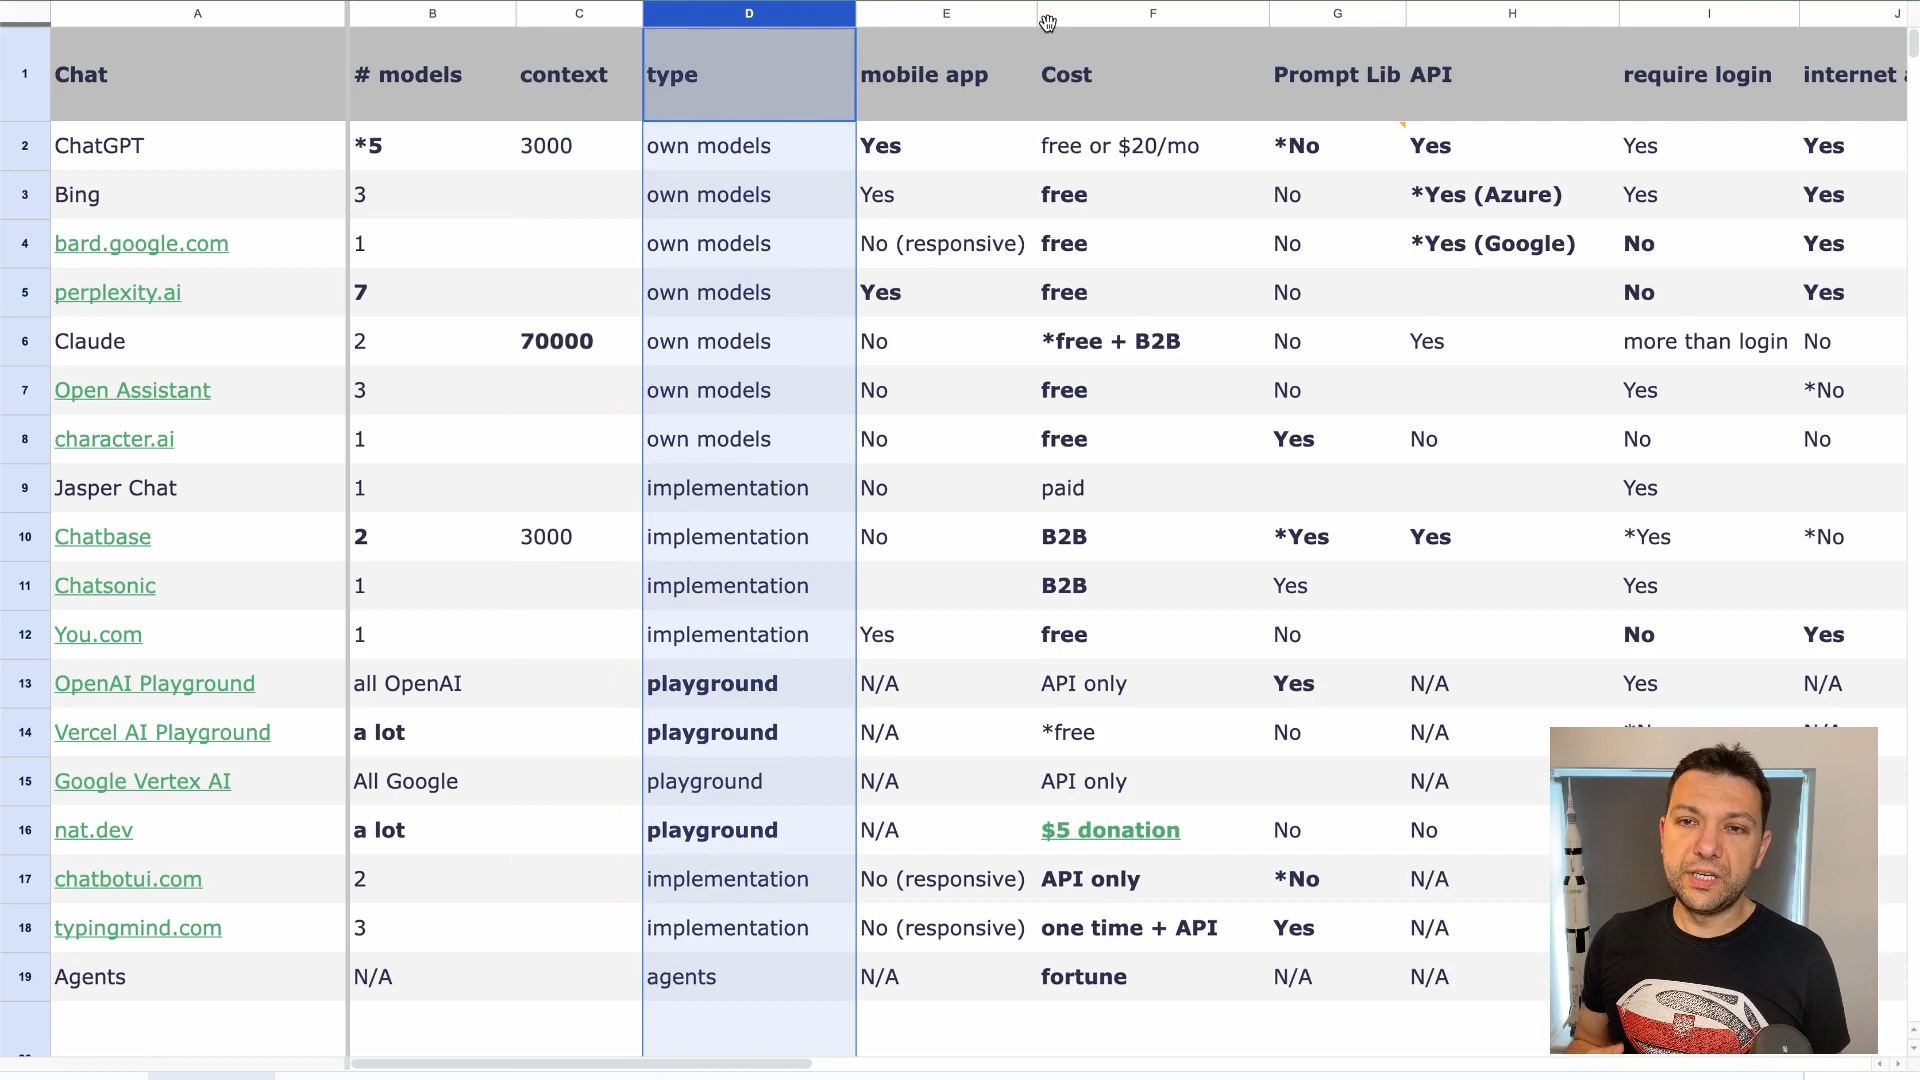 A B C D E F G H I J
1 Chat # models context type mobile app Cost Prompt Lib API require login internet
2 ChatGPT *5 3000 own models Yes free or $20/mo *No Yes Yes Yes
3 Bing 3 own models Yes free No *Yes (Azure) Yes Yes
4 bard.google.com 1 own models No (responsive) free No *Yes (Google) No Yes
5 perplexity.ai 7 own models Yes free No No Yes
6 Claude 2 70000 own models No *free + B2B No Yes more than login No
7 Open Assistant 3 own models No free No Yes *No
8 character.ai 1 own models No free Yes No No No
9 Jasper Chat 1 implementation No paid Yes
10 Chatbase 2 3000 implementation No B2B *Yes Yes *Yes *No
11 Chatsonic 1 implementation B2B Yes Yes
12 You.com 1 implementation Yes free No No Yes
13 OpenAI Playground all OpenAI playground N/A API only Yes N/A Yes N/A
14 Vercel AI Playground a lot playground N/A *free No N/A
15 Google Vertex AI All Google playground N/A API only N/A
16 nat.dev a lot playground N/A $5 donation No No
17 chatbotui.com 2 implementation No (responsive) API only *No N/A
18 typingmind.com 3 implementation No (responsive) one time + API Yes N/A
19 Agents N/A agents N/A fortune N/A N/A